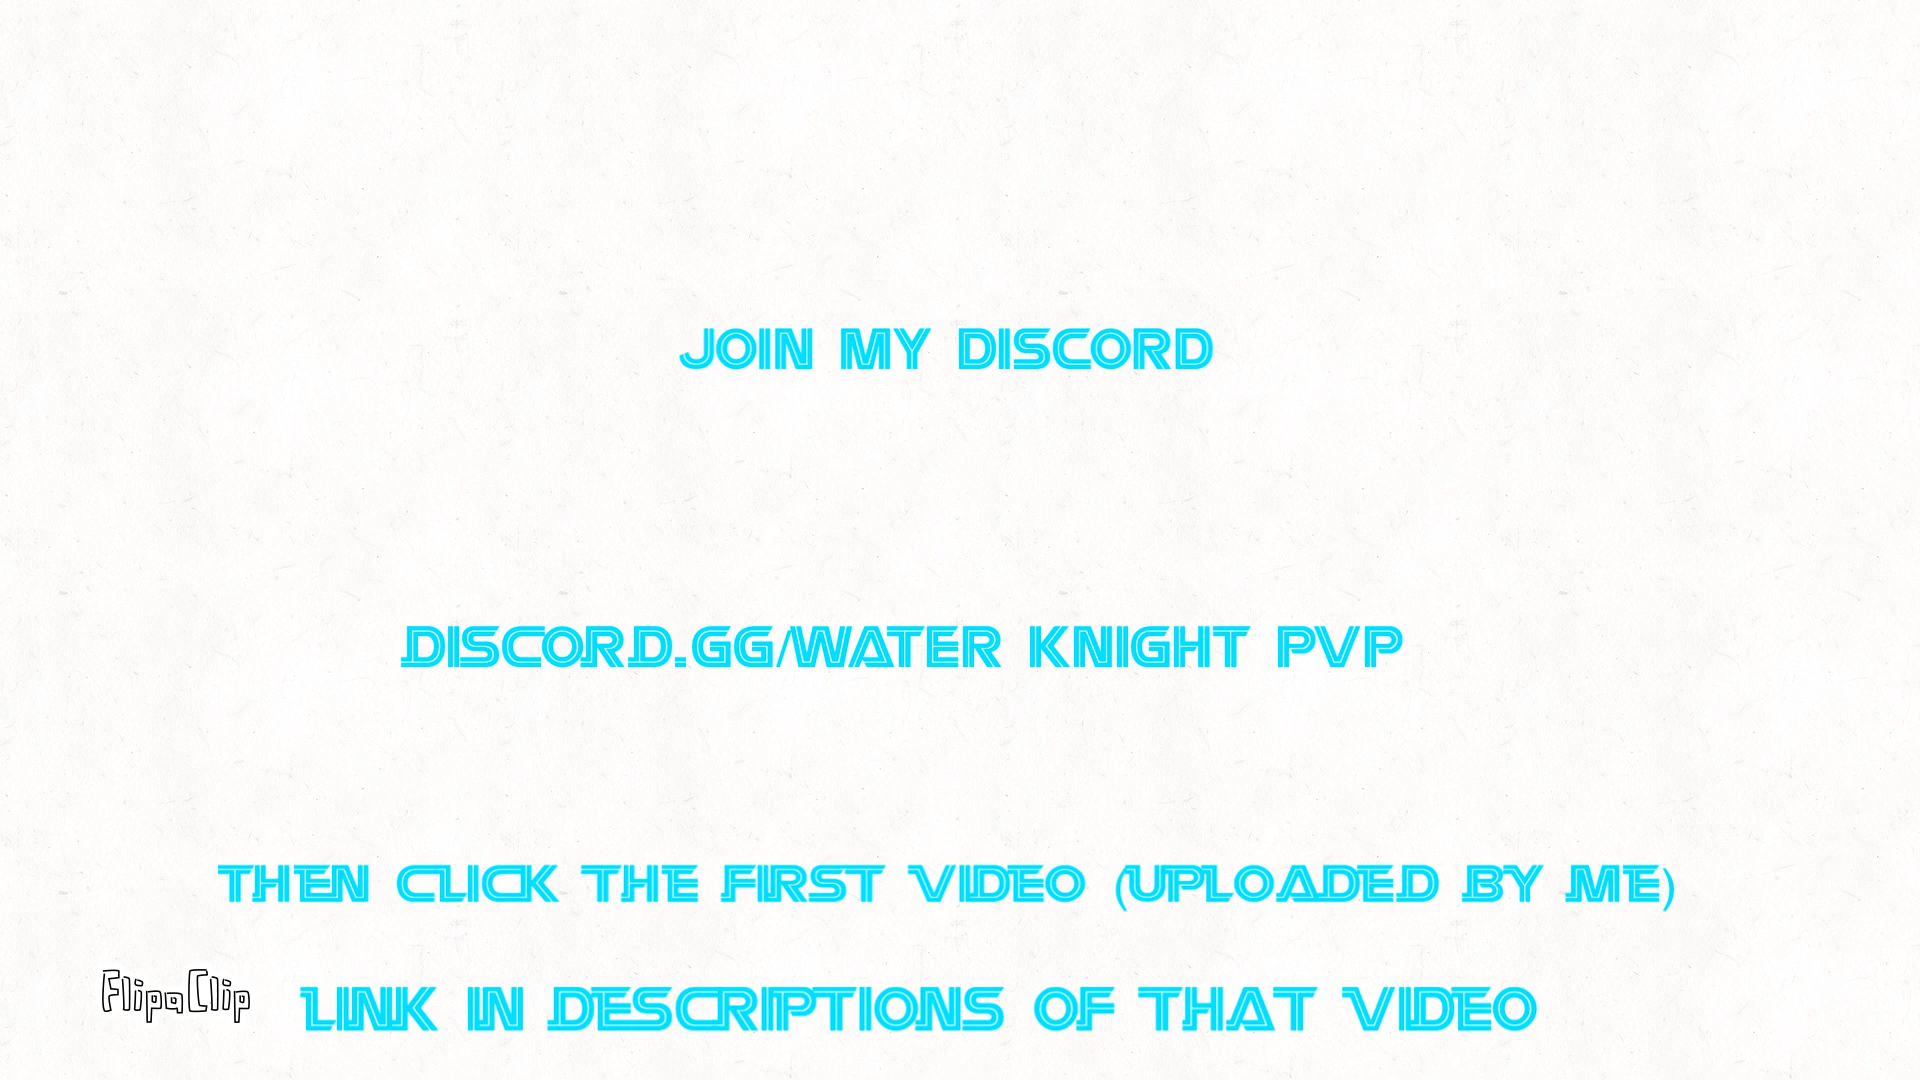 JOIN MY DISCORD
DISCORD.GG/WATER KNIGHT PVP
THEN CLICK THE FIRST VIDEO (UPLOADED BY ME)
FlipaClip
LINK IN DESCRIPTIONS OF THAT VIDEO